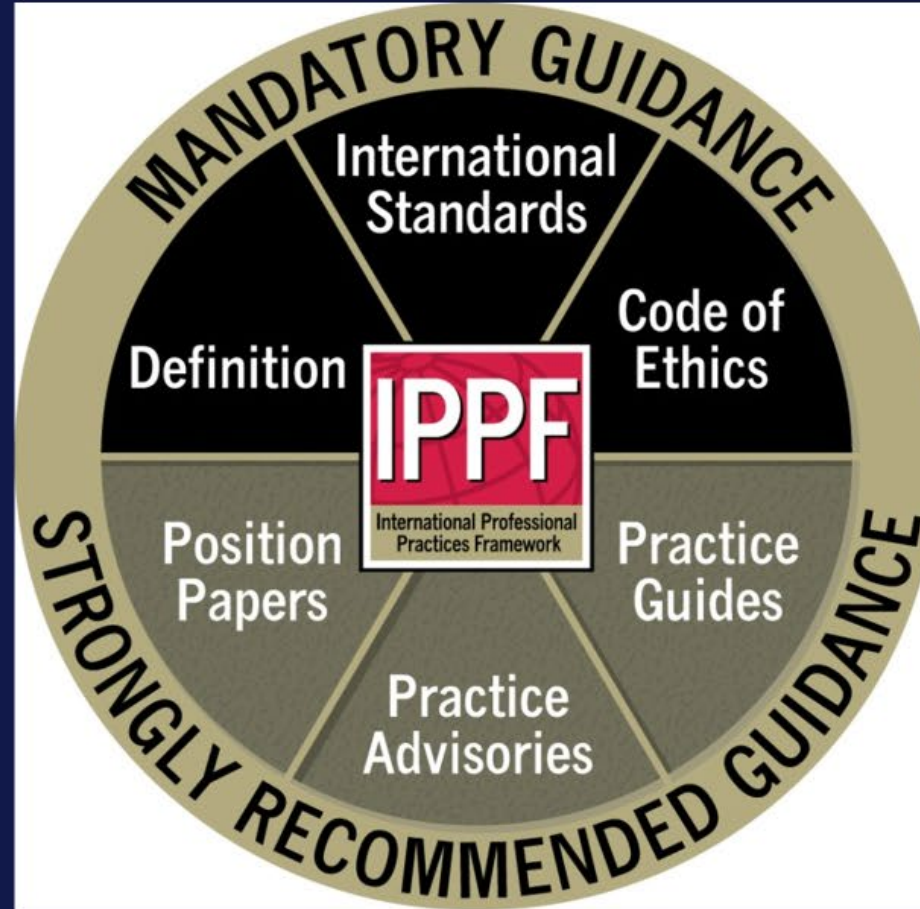 MANDATORY GUIDANCE
International
Standards
Definition
Code of
Ethics
IPPF
International Professional
Practices Framework
Position
Papers
Practice
Guides
Practice
Advisories
STRONGLY RECOMMENDED GUIDANCE